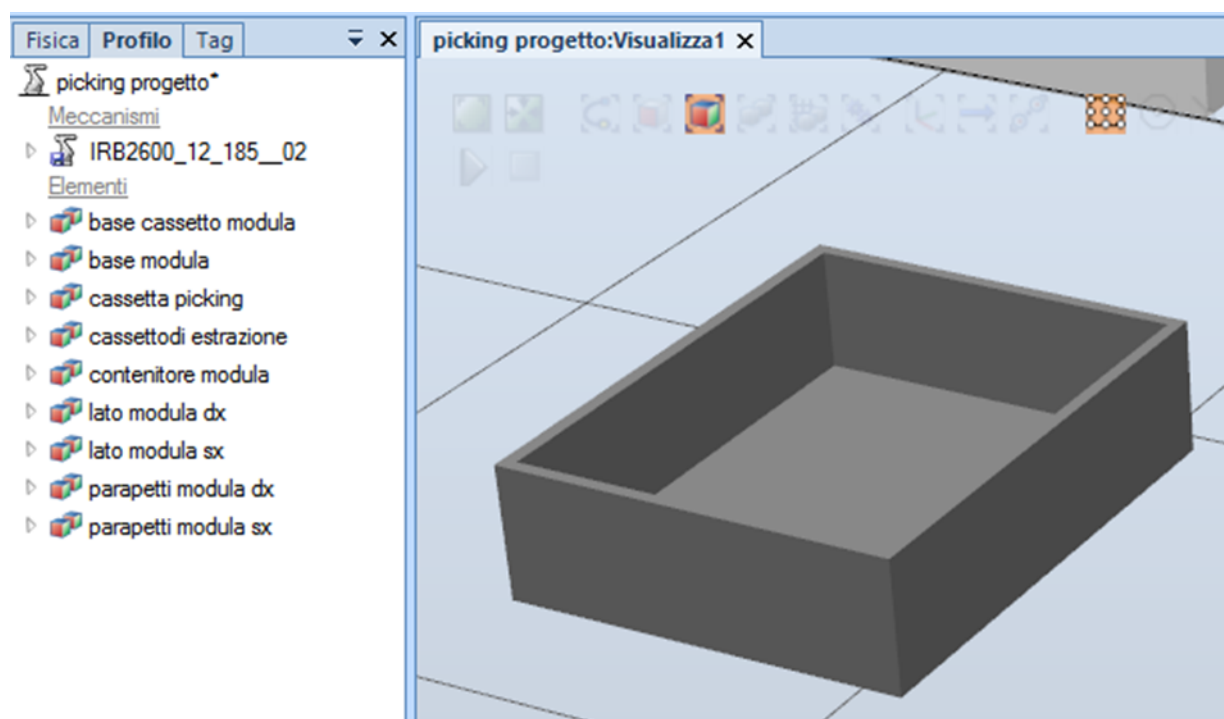 Fisica Profilo Tag
picking progetto:Visualizza1
picking progetto*
Meccanismi
IRB2600_12_185__02
Elementi
base cassetto modula
base modula
cassetta picking
cassettodi estrazione
contenitore modula
lato modula dx
lato modula sx
parapetti modula dx
parapetti modula sx